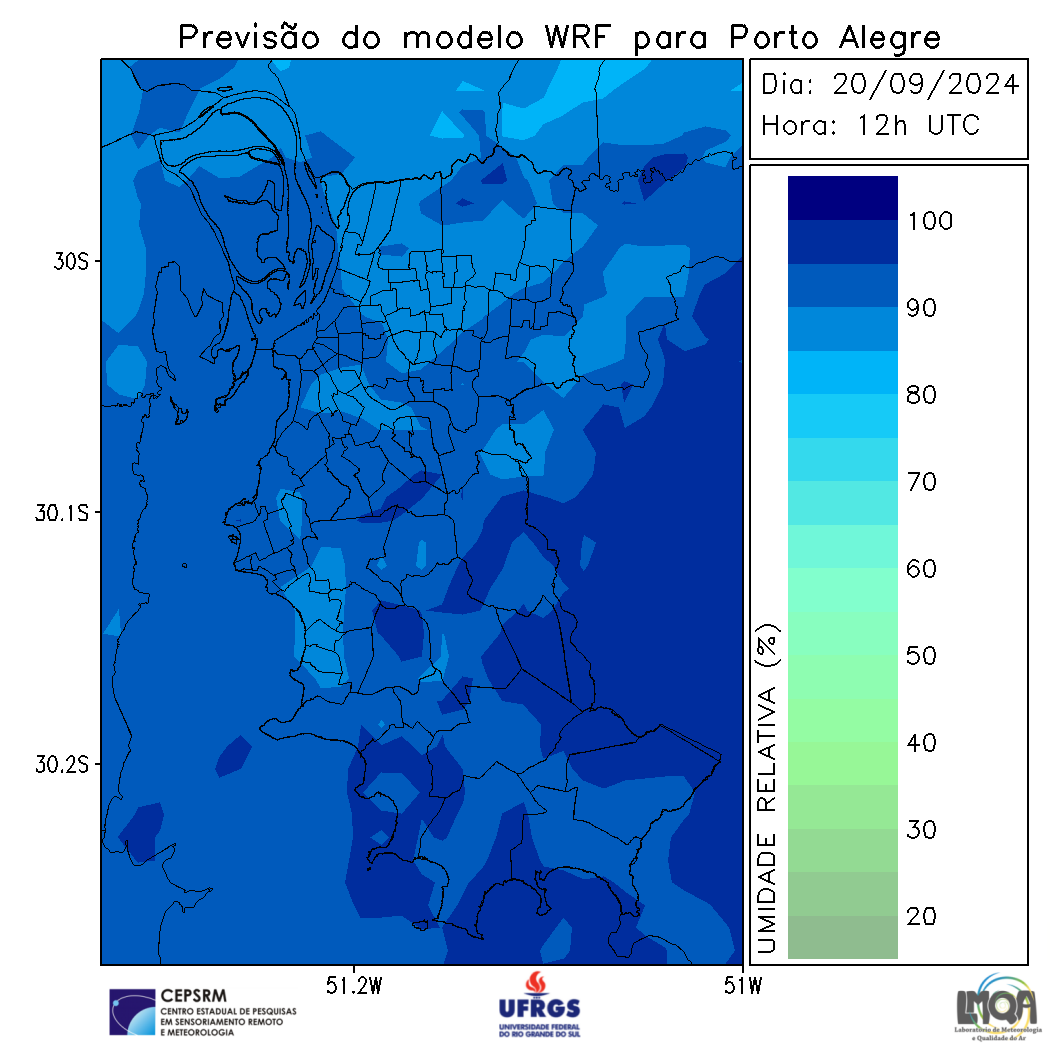 Previsão do modelo WRF para Porto Alegre
Dia: 20/09/2024
Hora: 12h UTC
100
90
80
70
60
50
40
30
20
UMIDADE RELATIVA (%)
30S
30.1S
30.2S
51.2W
51W
CEPSRM
CENTRO ESTADUAL DE PESQUISAS
EM SENSORIAMENTO REMOTO
E METEOROLOGIA
UFRGS
UNIVERSIDADE FEDERAL
DO RIO GRANDE DO SUL
LMQA
Laboratório de Meteorologia
e Qualidade do Ar